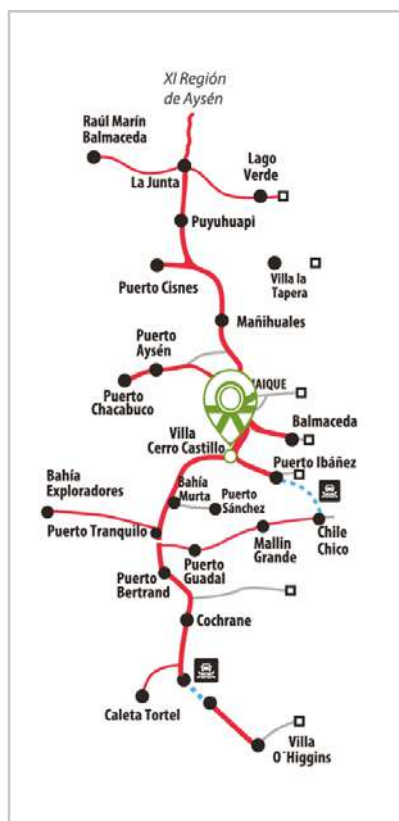 XI Región
de Aysén
Raúl Marín
Balmaceda
La Junta
Lago
Verde
Puyuhuapi
Puerto Cisnes
Villa la
Tapera
Mañihuales
Puerto
Aysén
Puerto
Chacabuco
AIQUE
Balmaceda
Villa
Cerro Castillo
Puerto Ibáñez
Bahía
Exploradores
Bahía
Murta
Puerto
Sánchez
Puerto Tranquilo
Mallín
Grande
Chile
Chico
Puerto
Guadal
Puerto
Bertrand
Cochrane
Caleta Tortel
Villa
O´Higgins